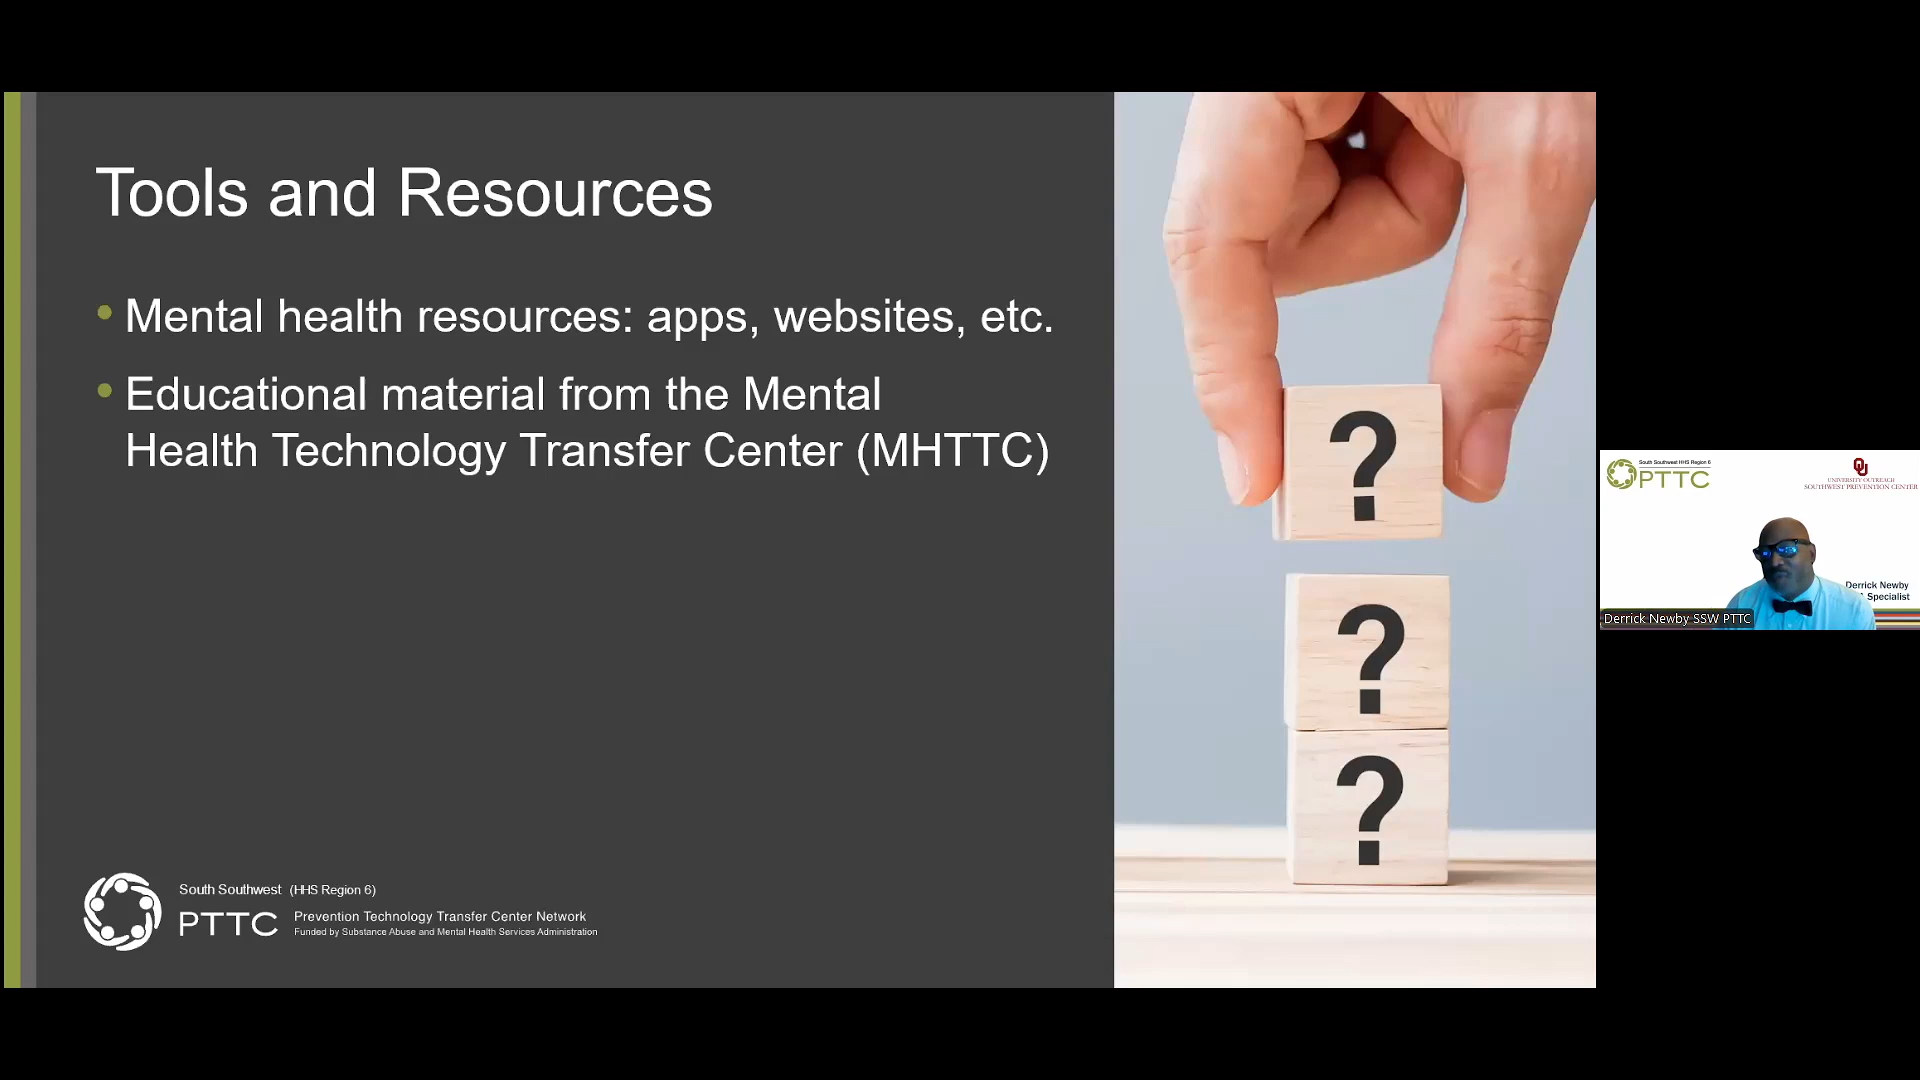 Tools and Resources
Mental health resources: apps, websites, etc.
Educational material from the Mental
Health Technology Transfer Center (MHTTC)
South Southwest (HHS Region 6)
PTTC
Prevention Technology Transfer Center Network
Funded by Substance Abuse and Mental Health Services Administration
?
?
?
South Southwest HHS Region 6
PTTC
OU
UNIVERSITY OUTREACH
SOUTHWEST PREVENTION CENTER
Derrick Newby
Specialist
Derrick Newby SSW PTTC